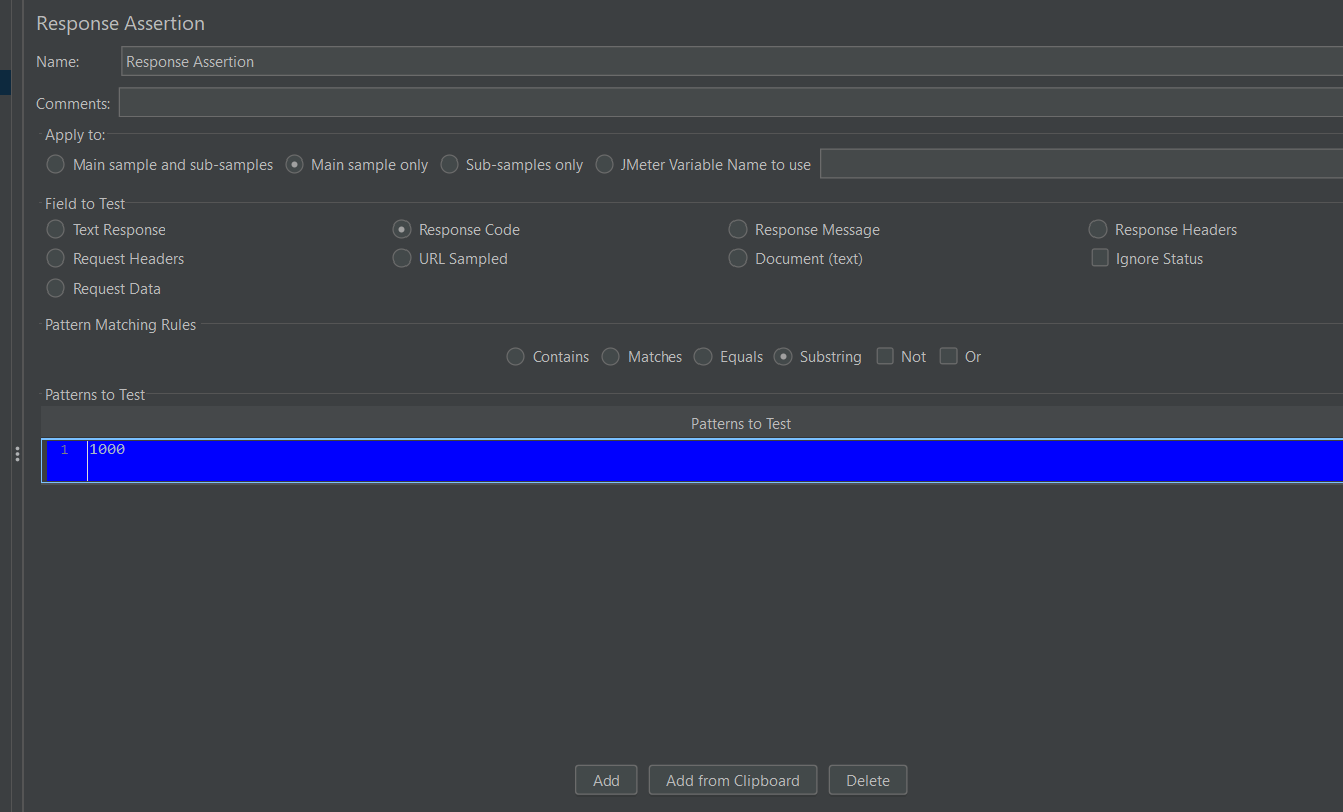 Response Assertion
Name: Response Assertion
Comments:
Apply to:
Main sample and sub-samples Main sample only Sub-samples only JMeter Variable Name to use
Field to Test
Text Response Response Code Response Message Response Headers
Request Headers URL Sampled Document (text) Ignore Status
Request Data
Pattern Matching Rules
Contains Matches Equals Substring Not Or
Patterns to Test
Patterns to Test
1 1000
Add Add from Clipboard Delete